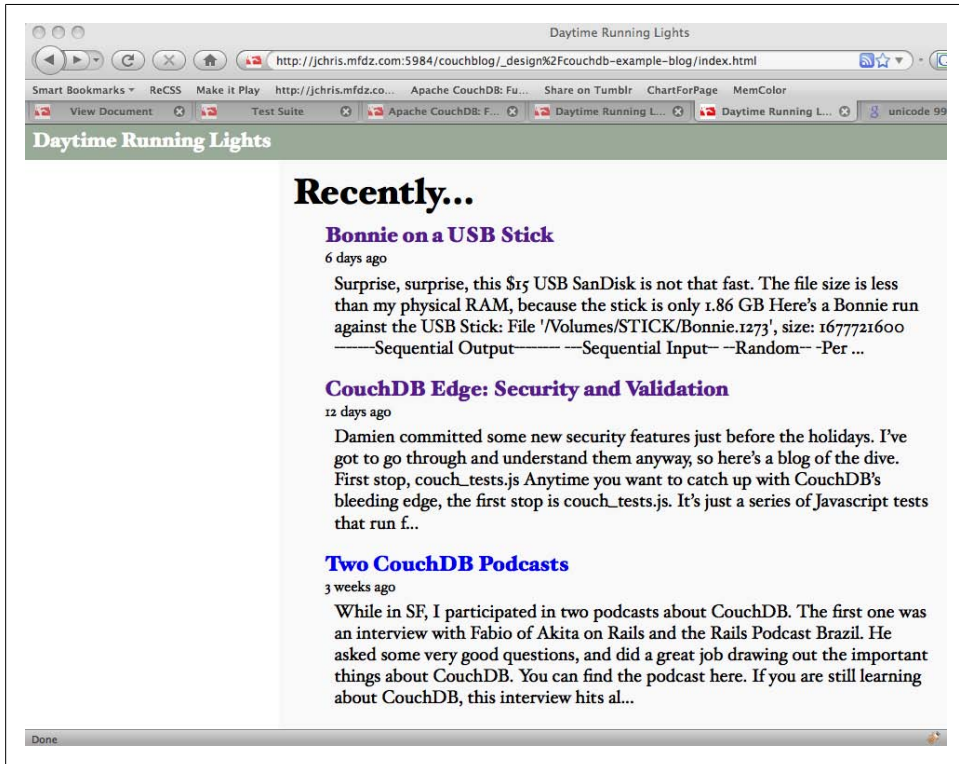 Daytime Running Lights
http://jchris.mfdz.com:5984/couchblog/_design%2Fcouchdb-example-blog/index.html
Smart Bookmarks ReCSS Make it Play http://jchris.mfdz.co... Apache CouchDB: Fu... Share on Tumblr ChartForPage MemColor
View Document Test Suite Apache CouchDB: F... Daytime Running L... Daytime Running L... unicode 99
Daytime Running Lights
Recently...
Bonnie on a USB Stick
6 days ago
Surprise, surprise, this $15 USB SanDisk is not that fast. The file size is less
than my physical RAM, because the stick is only 1.86 GB Here's a Bonnie run
against the USB Stick: File '/Volumes/STICK/Bonnie.1273', size: 1677721600
-------Sequential Output-------- ---Sequential Input-- --Random-- -Per ...
CouchDB Edge: Security and Validation
12 days ago
Damien committed some new security features just before the holidays. I've
got to go through and understand them anyway, so here's a blog of the dive.
First stop, couch_tests.js Anytime you want to catch up with CouchDB's
bleeding edge, the first stop is couch_tests.js. It's just a series of Javascript tests
that run f...
Two CouchDB Podcasts
3 weeks ago
While in SF, I participated in two podcasts about CouchDB. The first one was
an interview with Fabio of Akita on Rails and the Rails Podcast Brazil. He
asked some very good questions, and did a great job drawing out the important
things about CouchDB. You can find the podcast here. If you are still learning
about CouchDB, this interview hits al...
Done